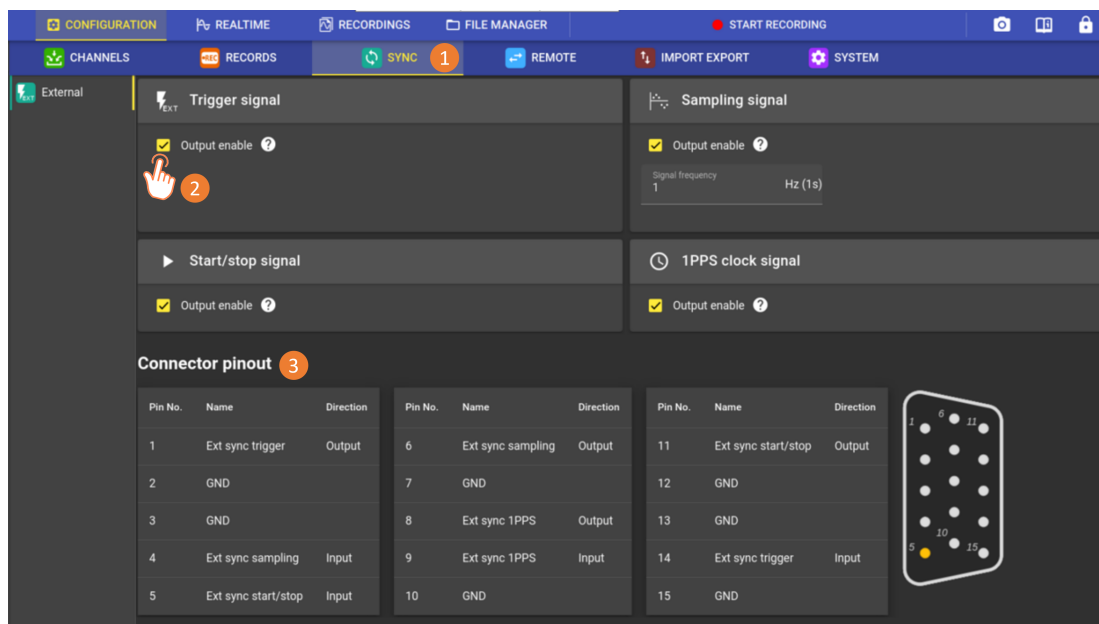 CONFIGURATION REALTIME RECORDINGS FILE MANAGER START RECORDING
CHANNELS RECORDS SYNC 1 REMOTE IMPORT EXPORT SYSTEM
External
EXT Trigger signal
Output enable ?
2
Sampling signal
Output enable ?
Signal frequency
1 Hz (1s)
Start/stop signal
Output enable ?
1PPS clock signal
Output enable ?
Connector pinout 3
Pin No. Name Direction Pin No. Name Direction Pin No. Name Direction
1 Ext sync trigger Output 6 Ext sync sampling Output 11 Ext sync start/stop Output
2 GND 7 GND 12 GND
3 GND 8 Ext sync 1PPS Output 13 GND
4 Ext sync sampling Input 9 Ext sync 1PPS Input 14 Ext sync trigger Input
5 Ext sync start/stop Input 10 GND 15 GND
1 6 11
5 10 15